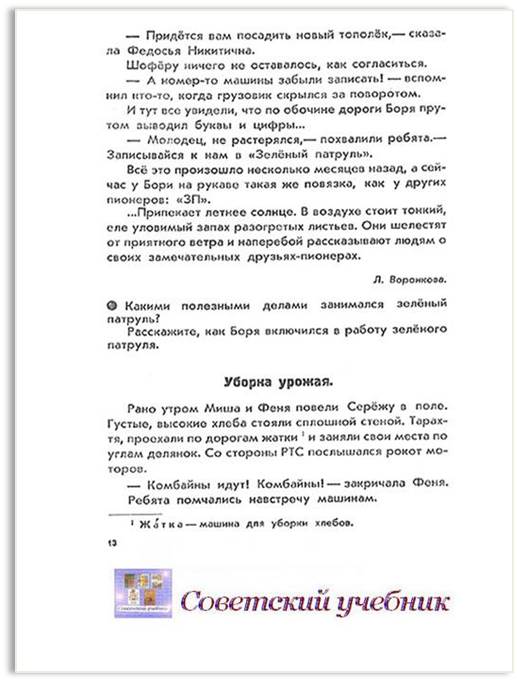 — Придётся вам посадить новый тополёк,— сказа-
ла Федосья Никитична.
Шофёру ничего не оставалось, как согласиться.
— А номер-то машины забыли записать! — вспом-
нил кто-то, когда грузовик скрылся за поворотом.
И тут все увидели, что по обочине дороги Боря пру-
том выводил буквы и цифры...
— Молодец, не растерялся,— похвалили ребята.—
Записывайся к нам в «Зелёный патруль».
Всё это произошло несколько месяцев назад, а сей-
час у Бори на рукаве такая же повязка, как у других
пионеров: «ЗП».
...Припекает летнее солнце. В воздухе стоит тонкий,
еле уловимый запах разогретых листьев. Они шелестят
от приятного ветра и наперебой рассказывают людям о
своих замечательных друзьях-пионерах.
Л. Воронкова.
Какими полезными делами занимался зелёный
патруль?
Расскажите, как Боря включился в работу зелёного
патруля.
Уборка урожая.
Рано утром Миша и Феня повели Серёжу в поле.
Густые, высокие хлеба стояли сплошной стеной. Тарах-
тя, проехали по дорогам жатки ¹ и заняли свои места по
углам делянок. Со стороны РТС послышался рокот мо-
торов.
— Комбайны идут! Комбайны! — закричала Феня.
Ребята помчались навстречу машинам.
¹ Жа́тка — машина для уборки хлебов.
13
Советский учебник